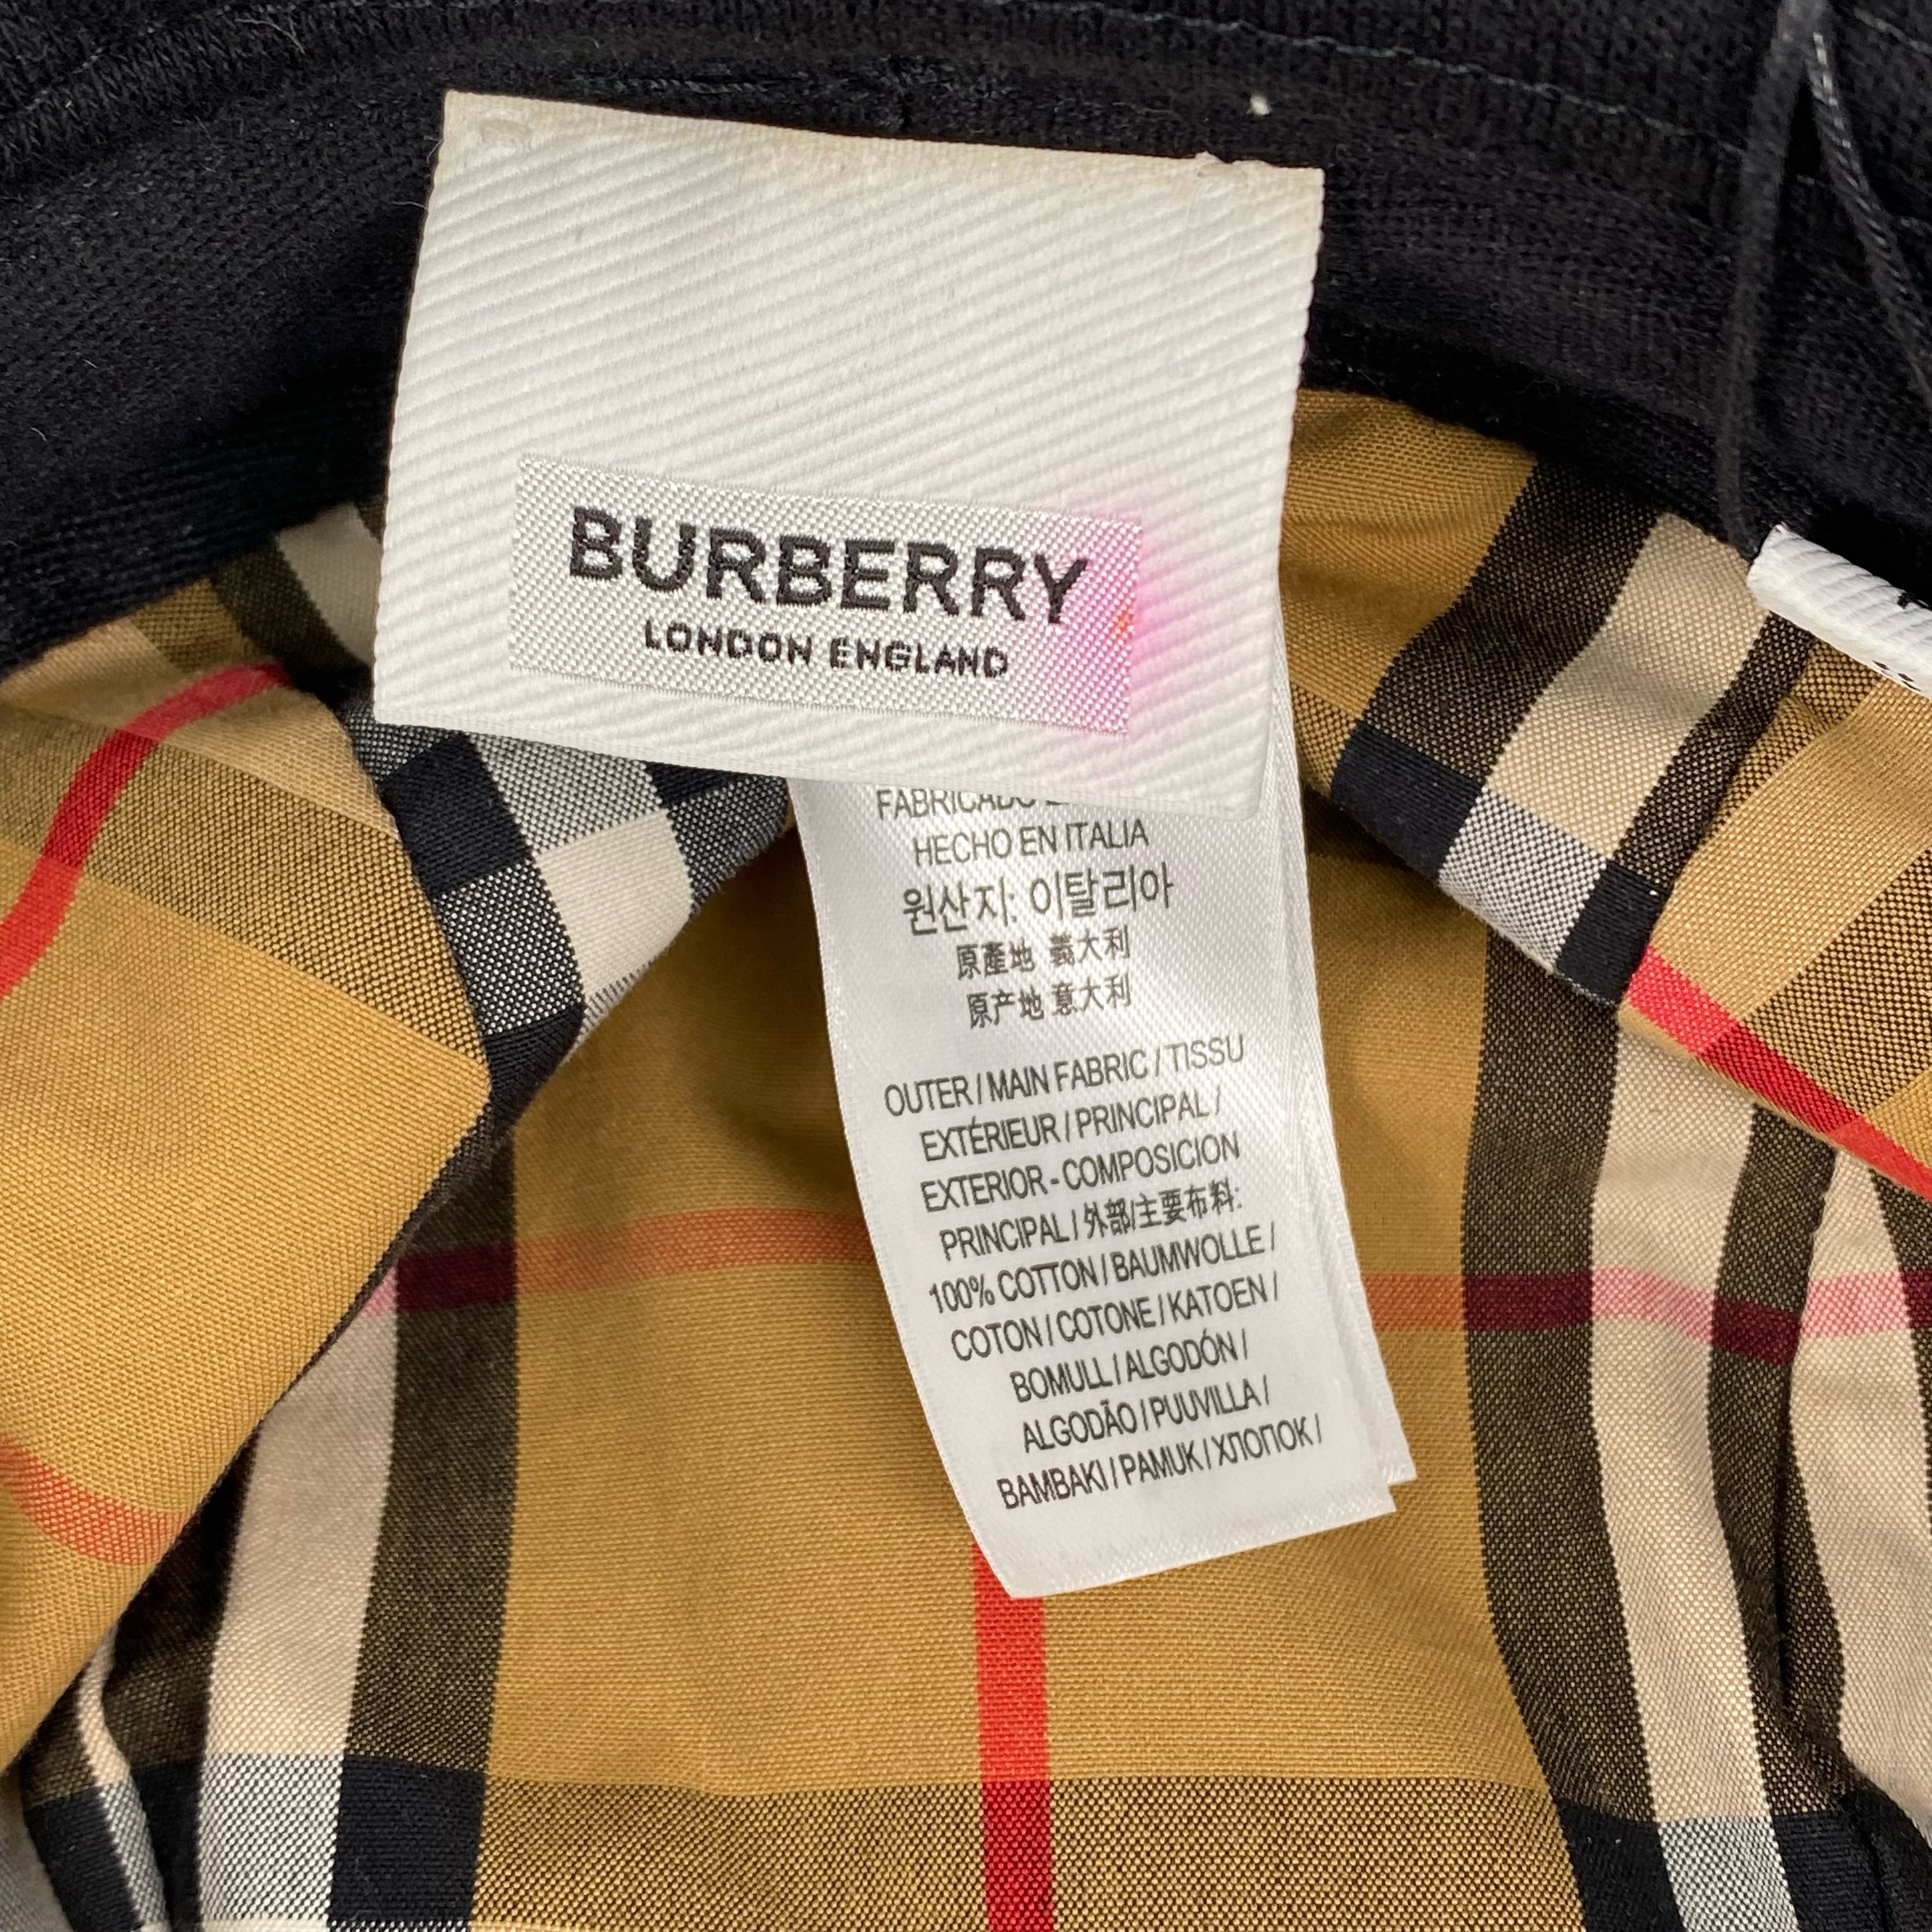 BURBERRY
LONDON ENGLAND
FABRICADO
HECHO EN ITALIA
원산지: 이탈리아
原產地 義大利
原产地 意大利
OUTER / MAIN FABRIC / TISSU
EXTÉRIEUR / PRINCIPAL /
EXTERIOR - COMPOSICION
PRINCIPAL / 外部/主要布料:
100% COTTON / BAUMWOLLE /
COTON / COTONE / KATOEN /
BOMULL / ALGODÓN /
ALGODÃO / PUUVILLA /
BAMBAKI / PAMUK / ХЛОПОК /